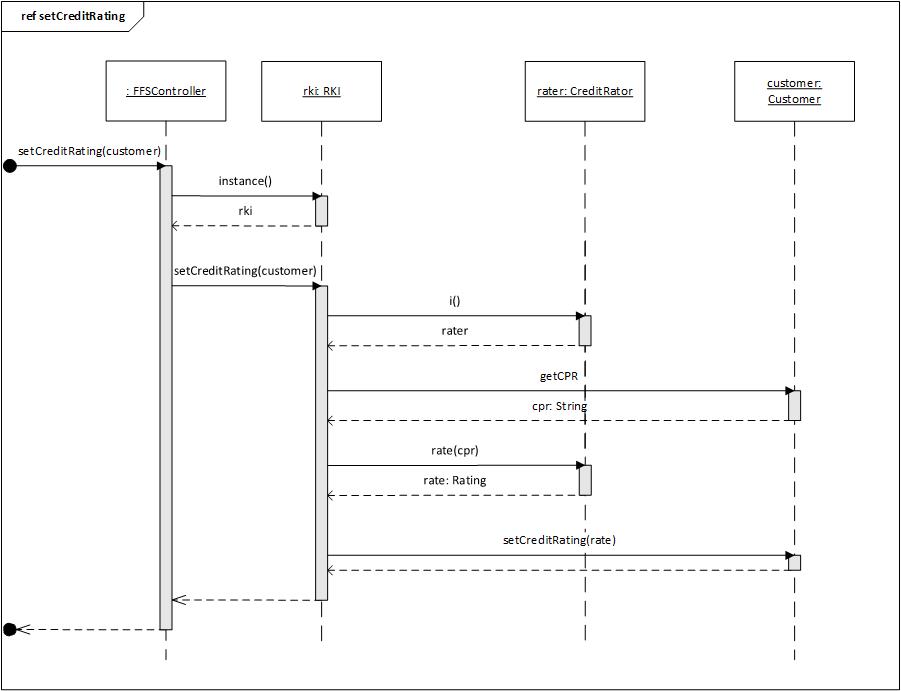 ref setCreditRating
: FFSController
rki: RKI
rater: CreditRator
customer:
Customer
setCreditRating(customer)
instance()
rki
setCreditRating(customer)
i()
rater
getCPR
cpr: String
rate(cpr)
rate: Rating
setCreditRating(rate)